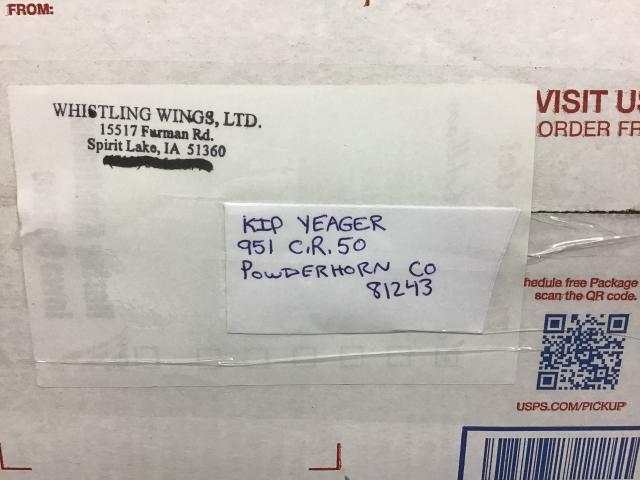 FROM:
WHISTLING WINGS, LTD.
15517 Furman Rd.
Spirit Lake, IA 51360
KIP YEAGER
951 C.R. 50
POWDERHORN CO
81243
VISIT U
ORDER FR
hedule free Package
scan the QR code.
USPS.COM/PICKUP